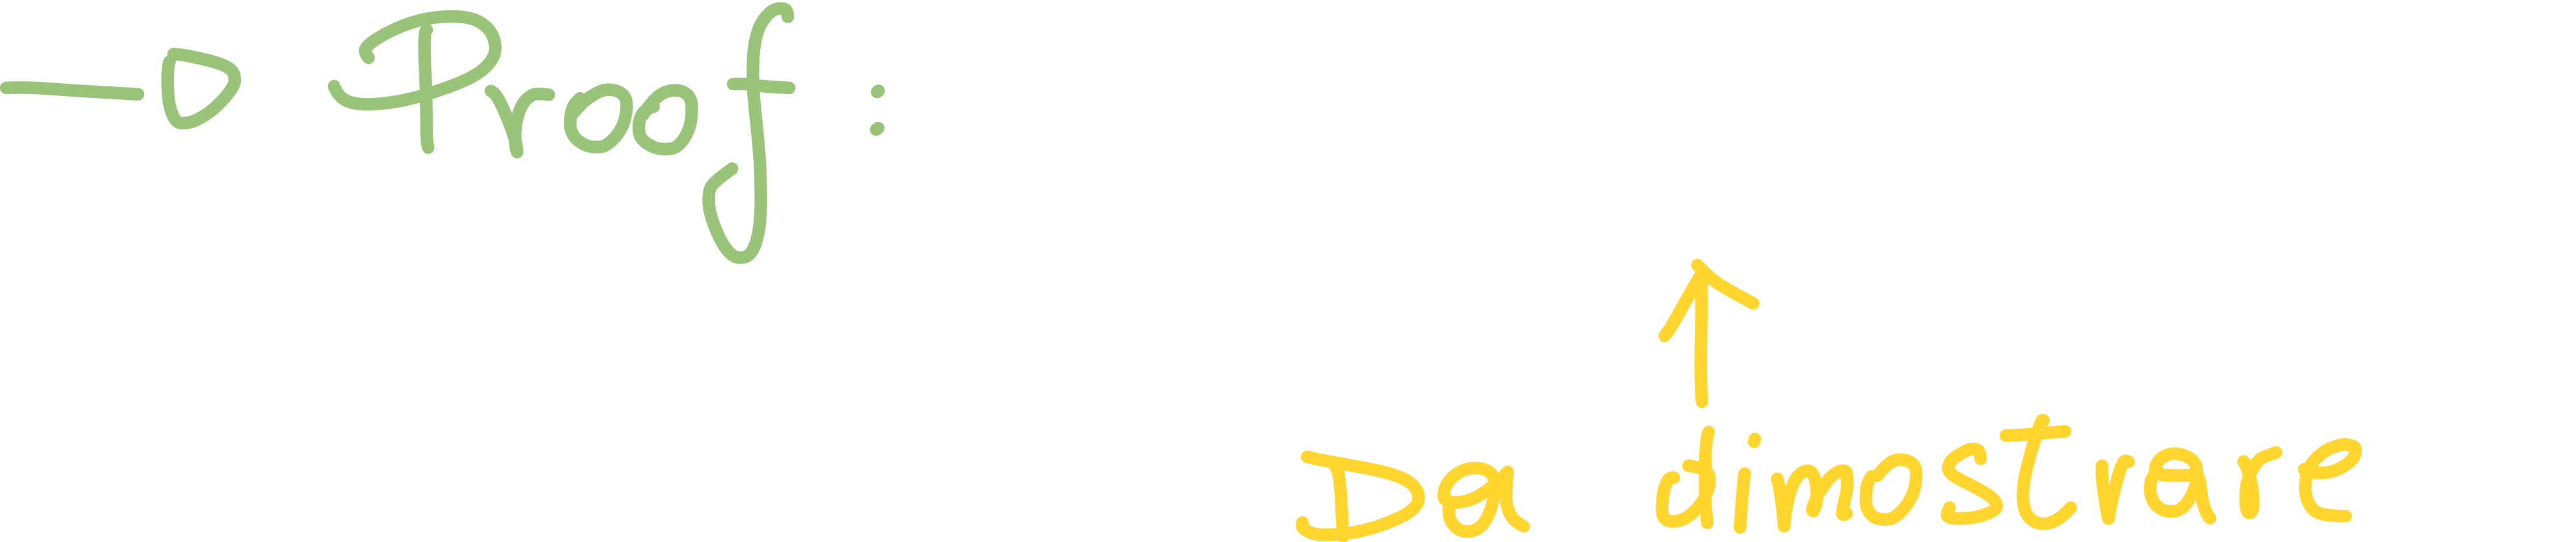 → Proof :
↑
Da dimostrare